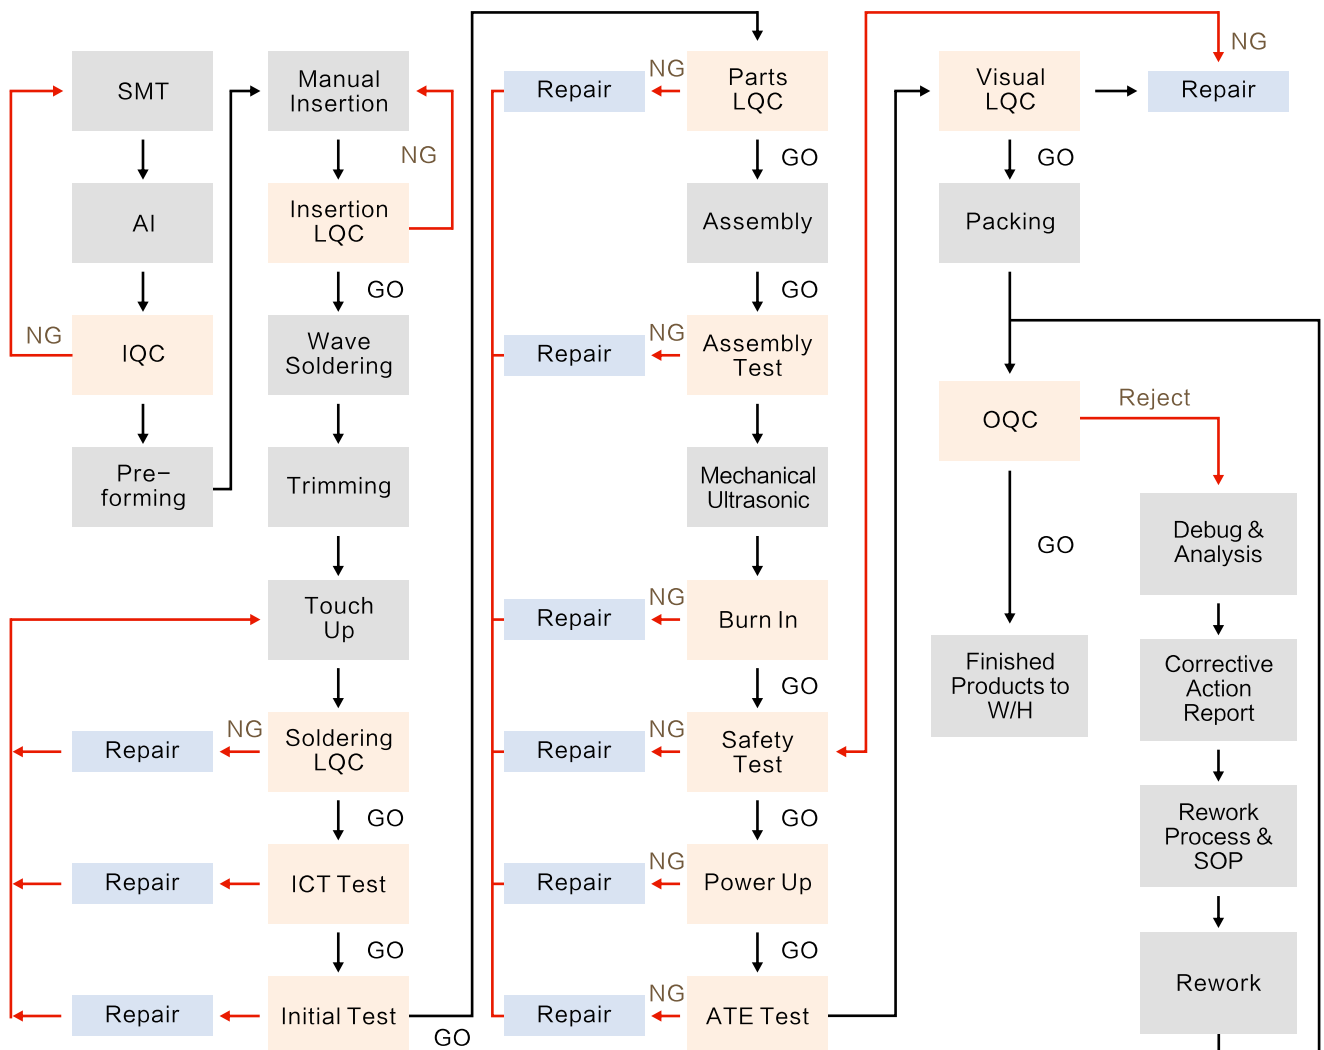 SMT
AI
NG
IQC
Pre-
forming
Manual
Insertion
NG
Insertion
LQC
GO
Wave
Soldering
Trimming
Touch
Up
Repair
NG
Soldering
LQC
GO
Repair
ICT Test
GO
Repair
Initial Test
GO
Repair
NG
Parts
LQC
GO
Assembly
GO
Repair
NG
Assembly
Test
Mechanical
Ultrasonic
Repair
NG
Burn In
GO
Repair
NG
Safety
Test
GO
Repair
NG
Power Up
GO
Repair
NG
ATE Test
Visual
LQC
NG
Repair
GO
Packing
OQC
Reject
GO
Finished
Products to
W/H
Debug &
Analysis
Corrective
Action
Report
Rework
Process &
SOP
Rework